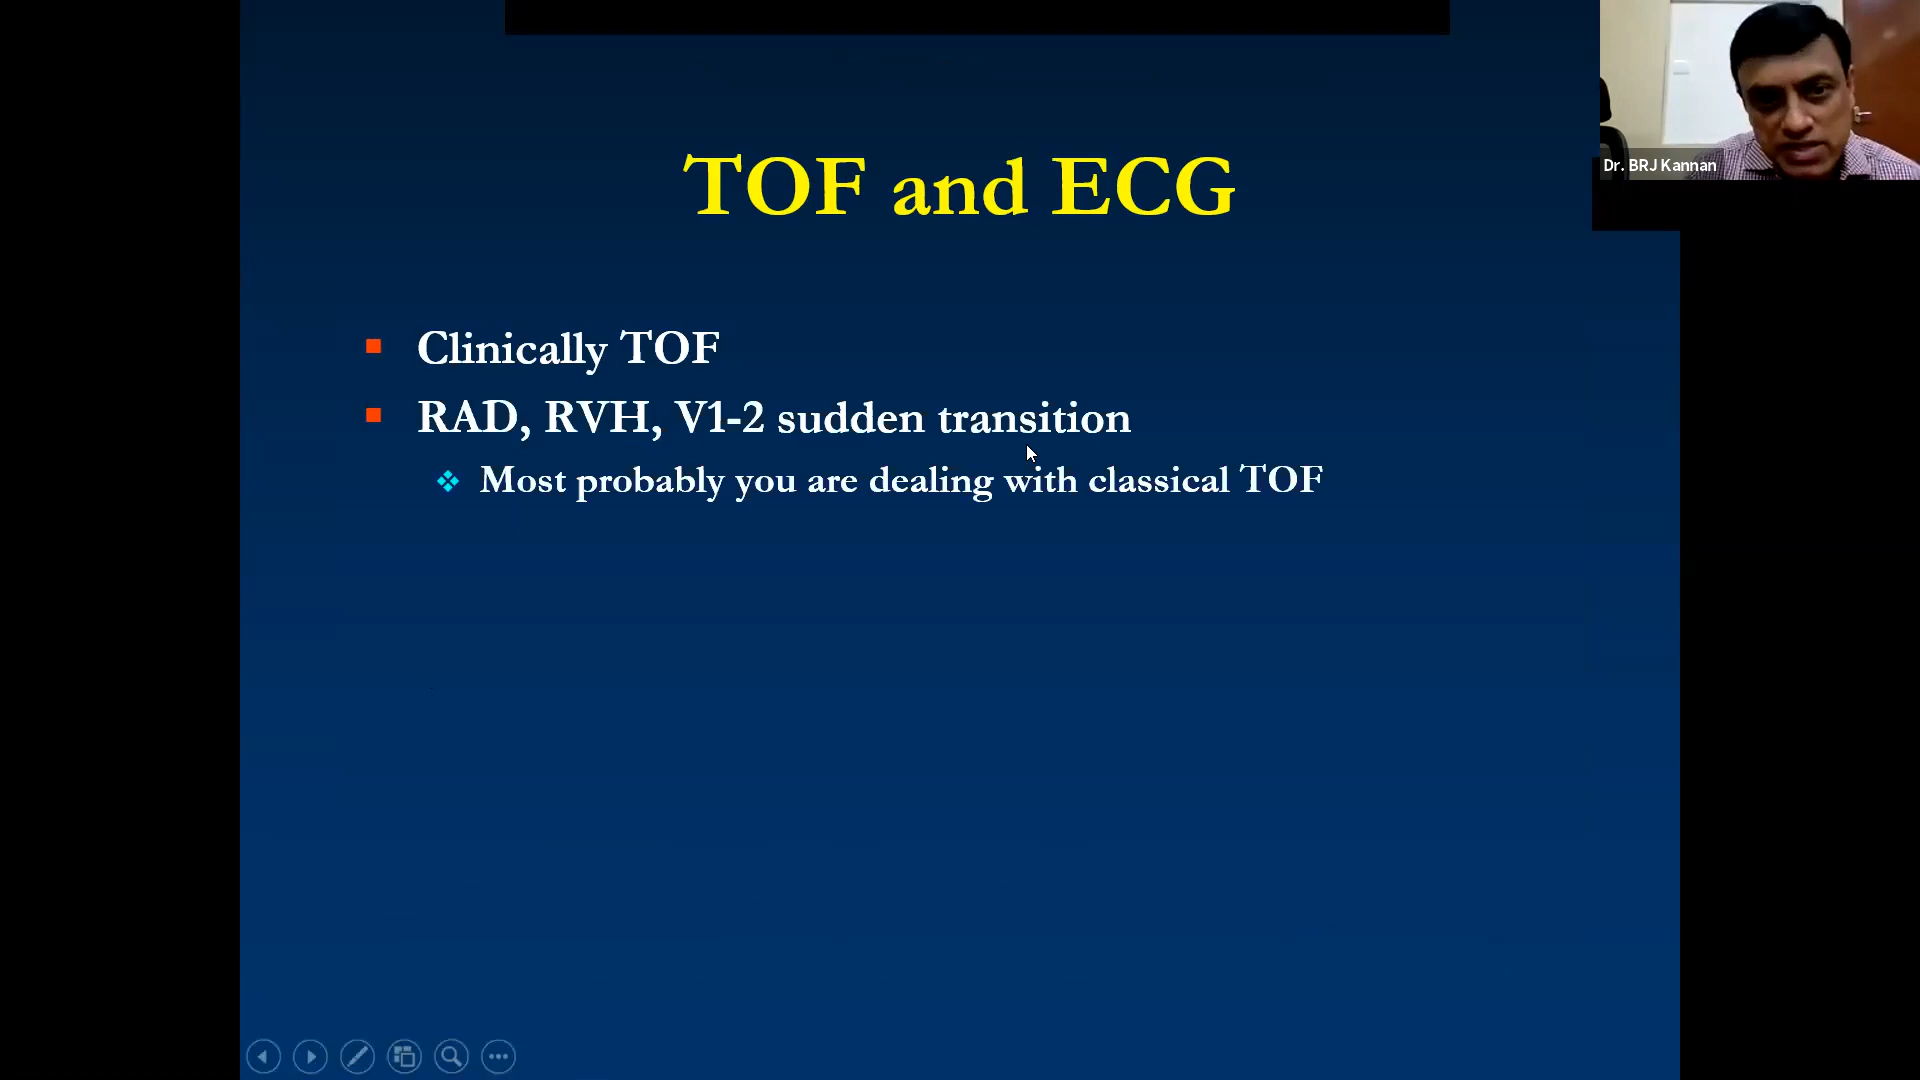 TOF and ECG
Dr. BRJ Kannan
Clinically TOF
RAD, RVH, V1-2 sudden transition
Most probably you are dealing with classical TOF